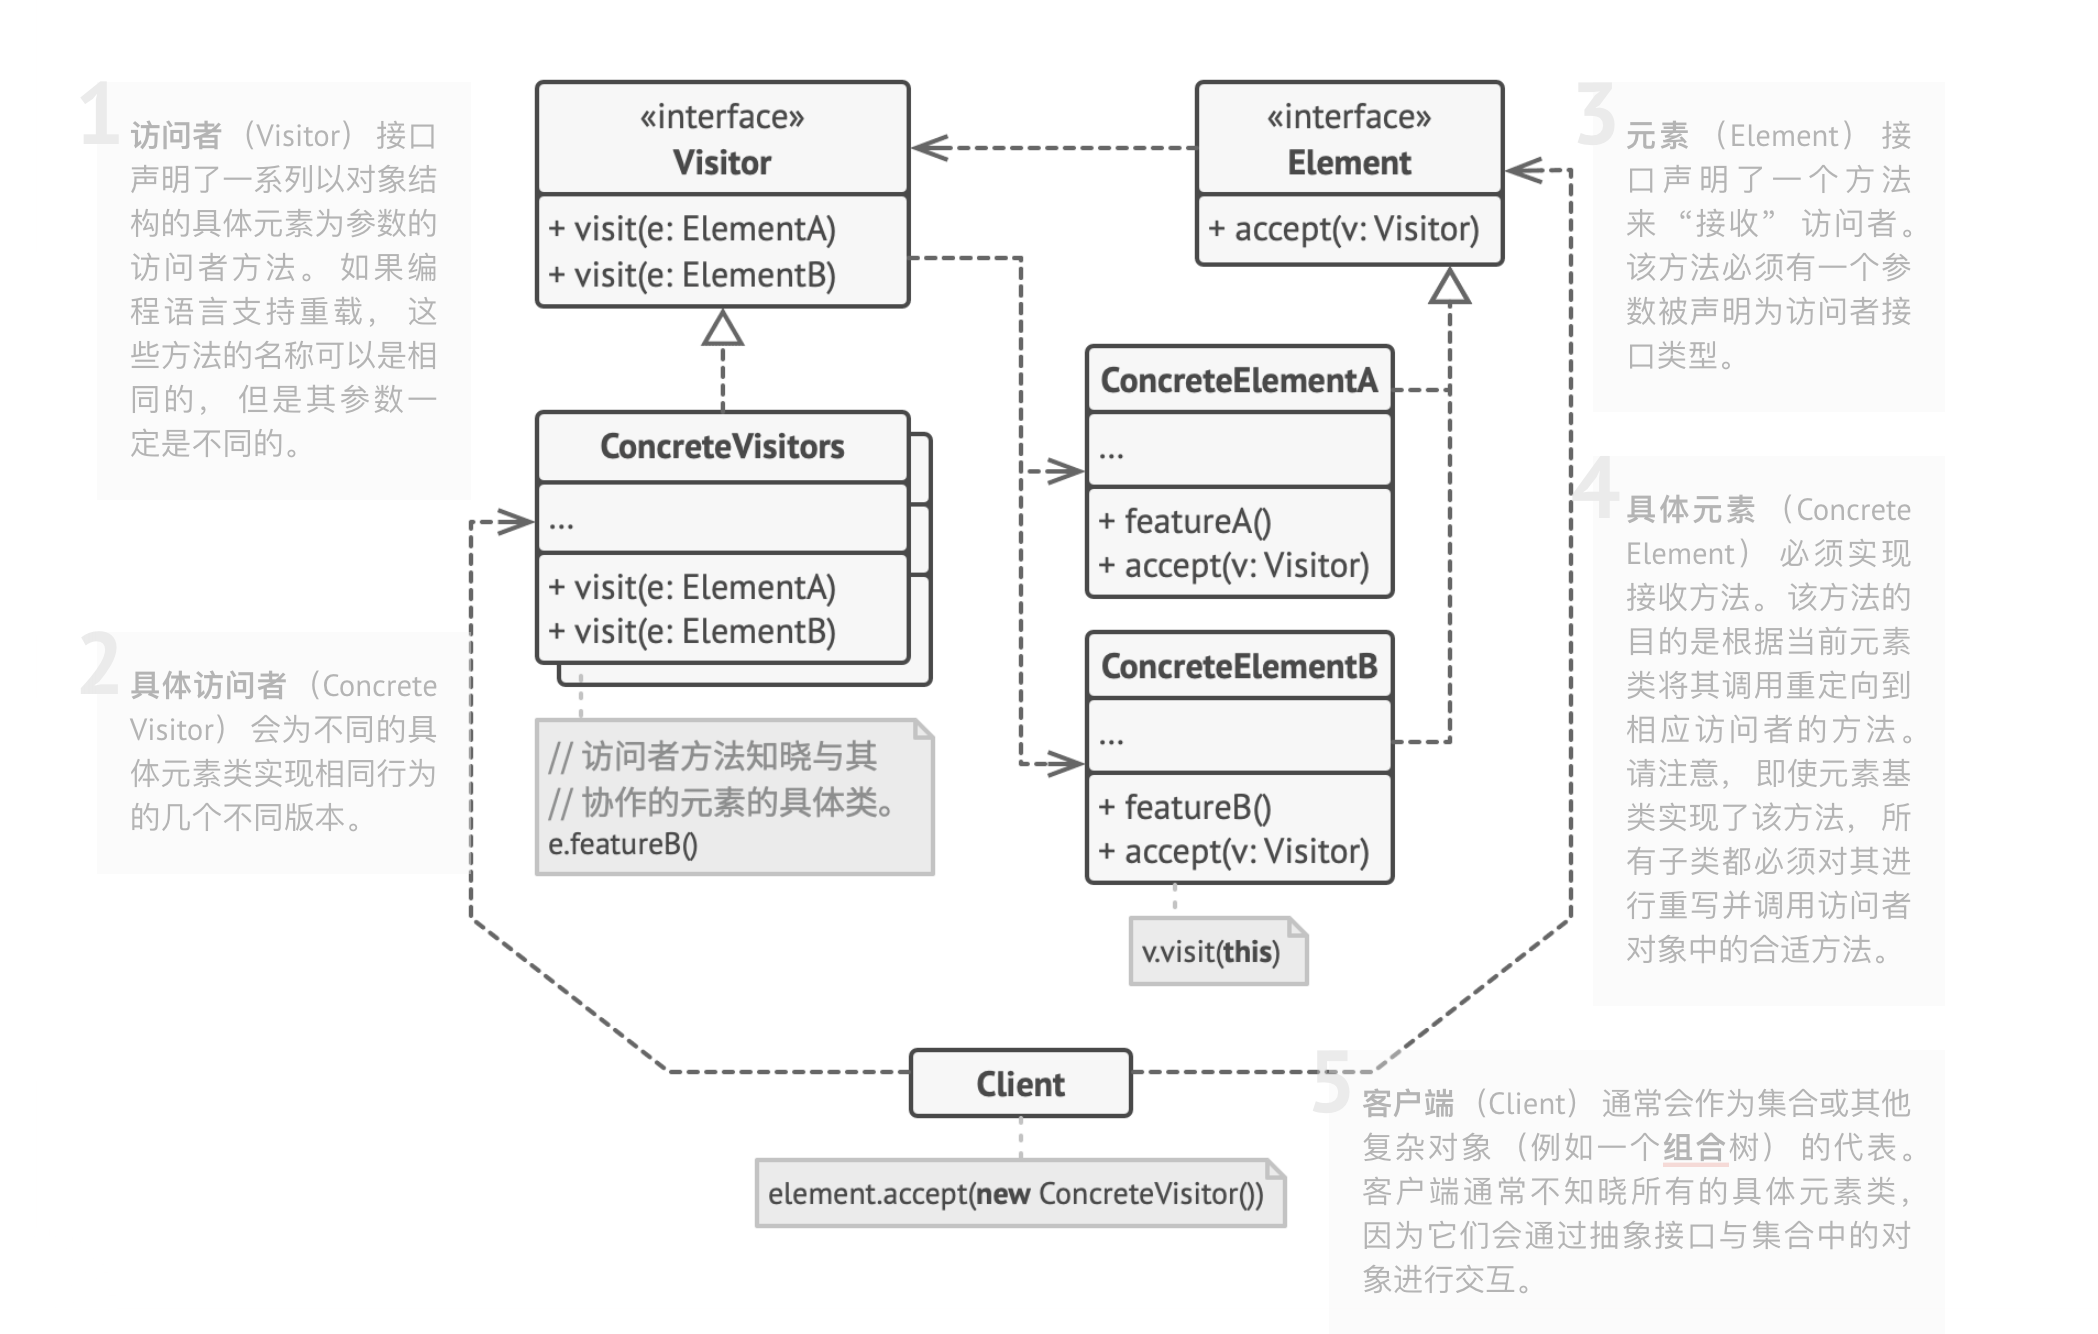 1
访问者 （Visitor） 接口
声明了一系列以对象结
构的具体元素为参数的
访问者方法。 如果编
程语言支持重载， 这
些方法的名称可以是相
同的， 但是其参数一
定是不同的。
«interface»
Visitor
+ visit(e: ElementA)
+ visit(e: ElementB)
«interface»
Element
+ accept(v: Visitor)
3
元素 （Element） 接
口声明了一个方法
来 “接收” 访问者。
该方法必须有一个参
数被声明为访问者接
口类型。
ConcreteVisitors
...
+ visit(e: ElementA)
+ visit(e: ElementB)
ConcreteElementA
...
+ featureA()
+ accept(v: Visitor)
2
具体访问者 （Concrete
Visitor） 会为不同的具
体元素类实现相同行为
的几个不同版本。
// 访问者方法知晓与其
// 协作的元素的具体类。
e.featureB()
ConcreteElementB
...
+ featureB()
+ accept(v: Visitor)
v.visit(this)
4
具体元素 （Concrete
Element） 必须实现
接收方法。 该方法的
目的是根据当前元素
类将其调用重定向到
相应访问者的方法。
请注意， 即使元素基
类实现了该方法， 所
有子类都必须对其进
行重写并调用访问者
对象中的合适方法。
Client
element.accept(new ConcreteVisitor())
5
客户端 （Client） 通常会作为集合或其他
复杂对象 （例如一个组合树） 的代表。
客户端通常不知晓所有的具体元素类，
因为它们会通过抽象接口与集合中的对
象进行交互。